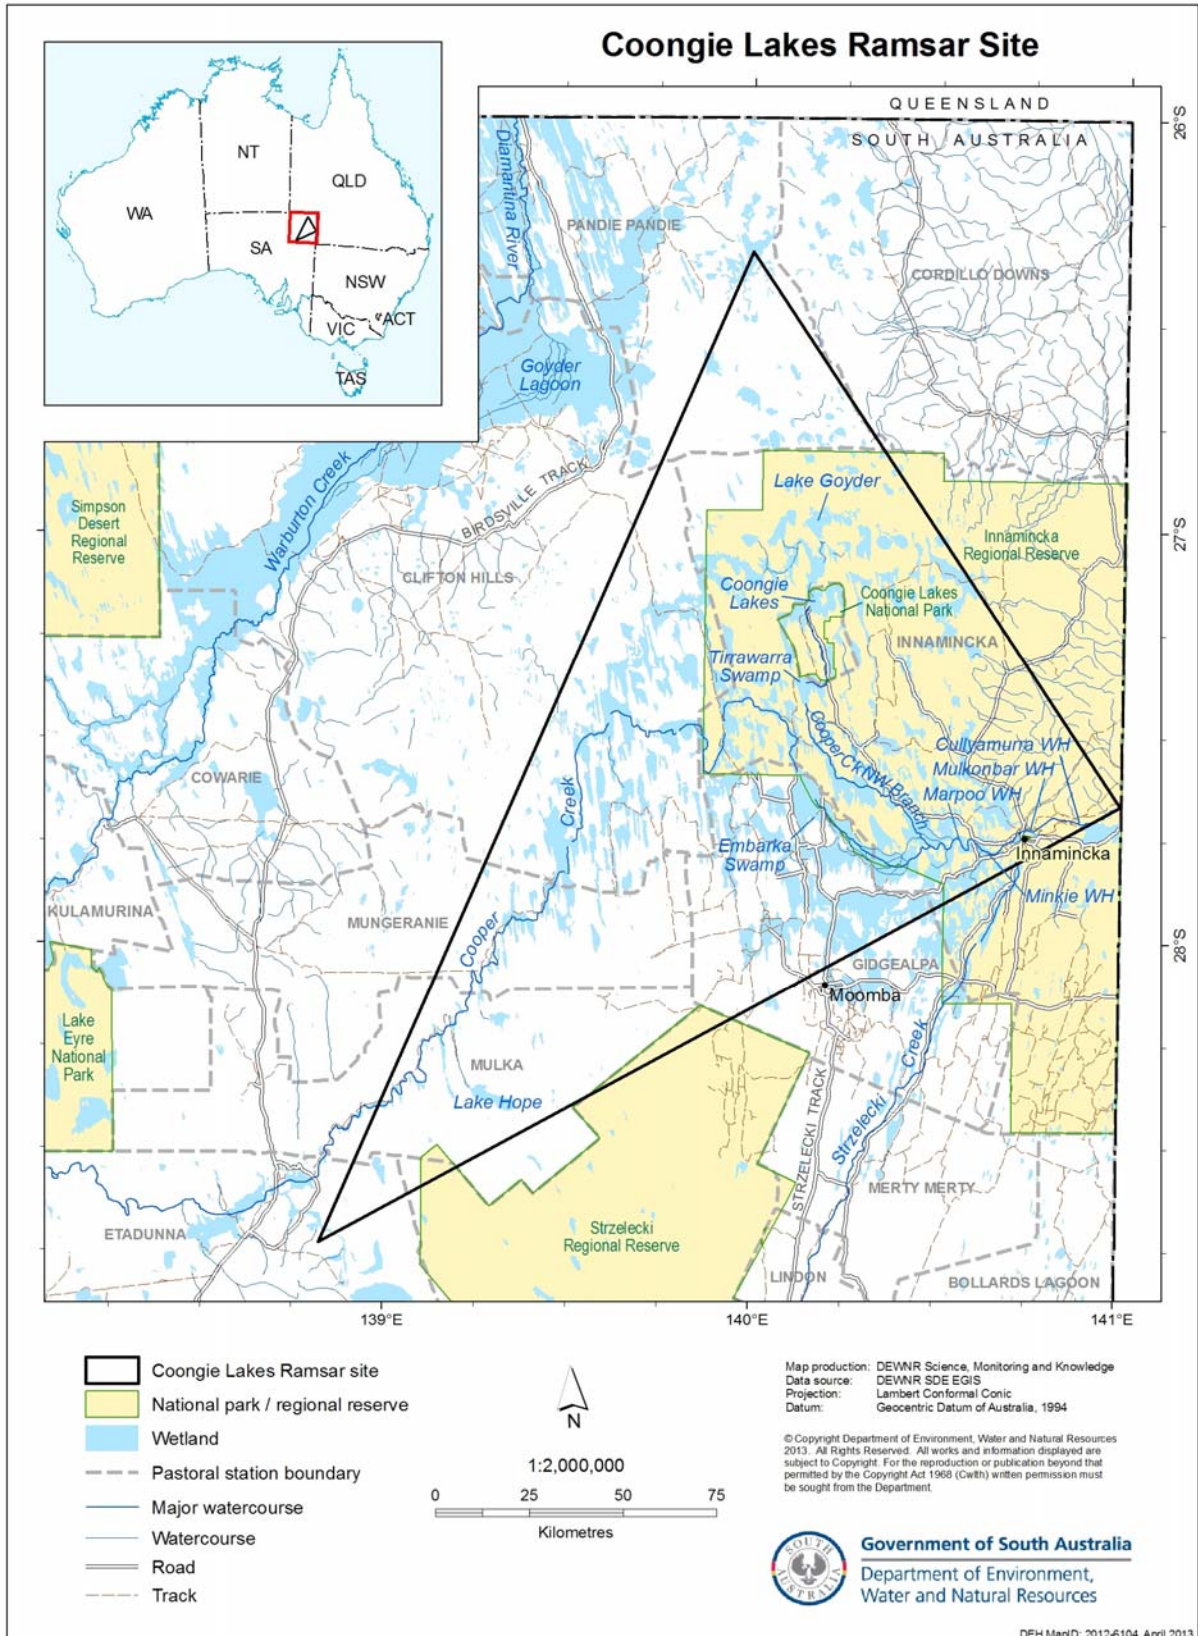 Coongie Lakes Ramsar Site
NT
QLD
WA
SA
NSW
ACT
VIC
TAS
QUEENSLAND
SOUTH AUSTRALIA
26°S
Diamantina River
PANDIE PANDIE
CORDILLO DOWNS
Goyder
Lagoon
Simpson
Desert
Regional
Reserve
Warburton Creek
BIRDSVILLE TRACK
Lake Goyder
27°S
Innamincka
Regional Reserve
CLIFTON HILLS
Coongie
Lakes
Coongie Lakes
National Park
INNAMINCKA
Tirrawarra
Swamp
Cooper Ck NW Branch
Cullyamurra WH
Mulkonbar WH
Marpoo WH
COWARIE
Creek
Embarka
Swamp
Innamincka
Minkie WH
KULAMURINA
MUNGERANIE
Cooper
28°S
GIDGEALPA
Moomba
Lake
Eyre
National
Park
MULKA
Lake Hope
STRZELECKI TRACK
Strzelecki Creek
MERTY MERTY
ETADUNNA
Strzelecki
Regional Reserve
LINDON
BOLLARDS LAGOON
139°E
140°E
141°E
Coongie Lakes Ramsar site
National park / regional reserve
Wetland
Pastoral station boundary
Major watercourse
Watercourse
Road
Track
N
1:2,000,000
0 25 50 75
Kilometres
Map production: DEWNR Science, Monitoring and Knowledge
Data source: DEWNR SDE EGIS
Projection: Lambert Conformal Conic
Datum: Geocentric Datum of Australia, 1994
© Copyright Department of Environment, Water and Natural Resources
2013. All Rights Reserved. All works and information displayed are
subject to Copyright. For the reproduction or publication beyond that
permitted by the Copyright Act 1968 (Cwlth) written permission must
be sought from the Department.
SOUTH AUSTRALIA
Government of South Australia
Department of Environment,
Water and Natural Resources
DEH MapID: 2012-6104 April 2013